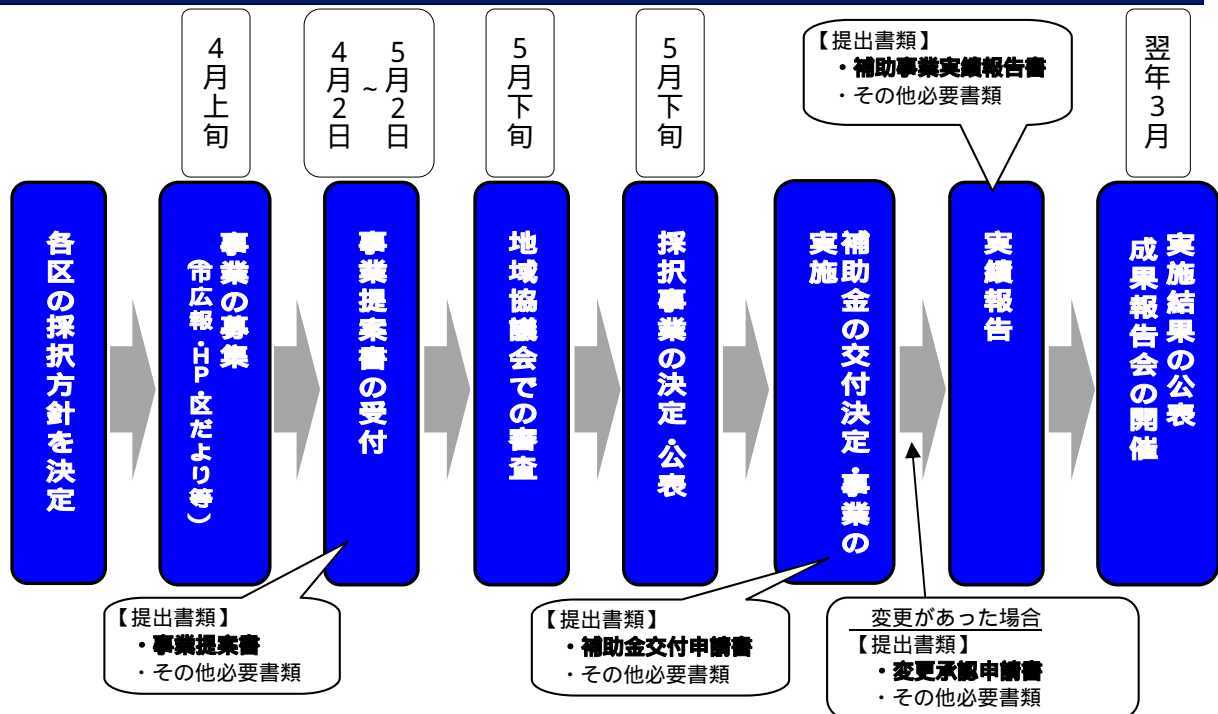 4月上旬
4月2日
~
5月2日
5月下旬
5月下旬
【提出書類】
・補助事業実績報告書
・その他必要書類
翌年3月
各区の採択方針を決定
事業の募集
(市広報・HP・区だより等)
事業提案書の受付
地域協議会での審査
採択事業の決定・公表
補助金の交付決定・事業の
実施
実績報告
実施結果の公表
成果報告会の開催
【提出書類】
・事業提案書
・その他必要書類
【提出書類】
・補助金交付申請書
・その他必要書類
変更があった場合
【提出書類】
・変更承認申請書
・その他必要書類